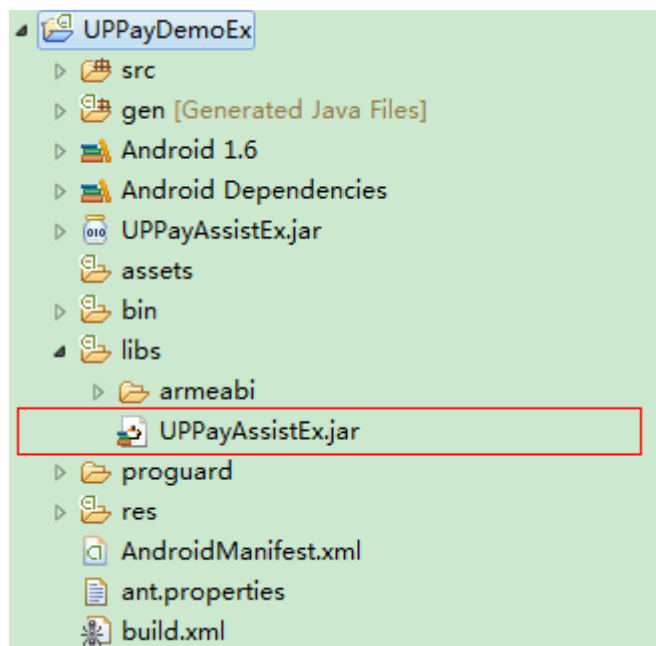 UPPayDemoEx
src
gen [Generated Java Files]
Android 1.6
Android Dependencies
UPPayAssistEx.jar
assets
bin
libs
armeabi
UPPayAssistEx.jar
proguard
res
AndroidManifest.xml
ant.properties
build.xml